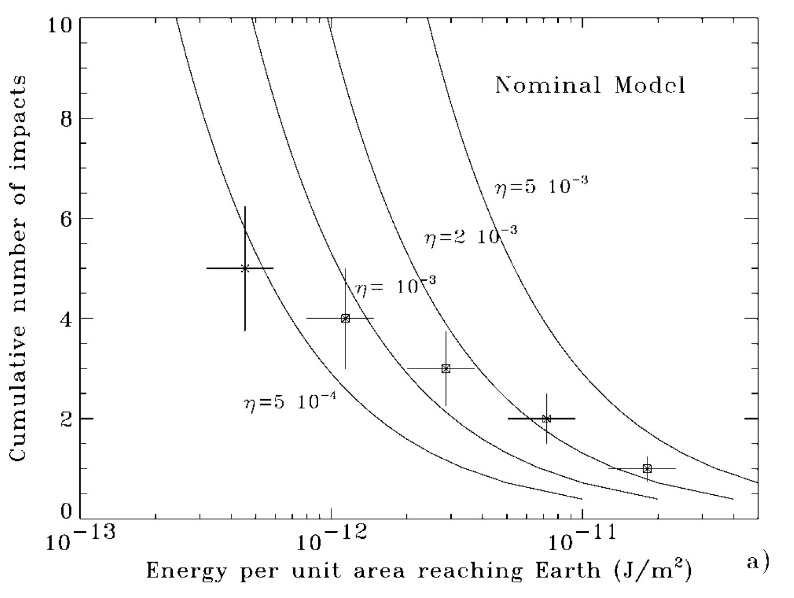 10
8
6
4
2
0
Cumulative number of impacts
Nominal Model
η=5 10⁻³
η=2 10⁻³
η= 10⁻³
η=5 10⁻⁴
10⁻¹³
10⁻¹²
10⁻¹¹
Energy per unit area reaching Earth (J/m²)
a)